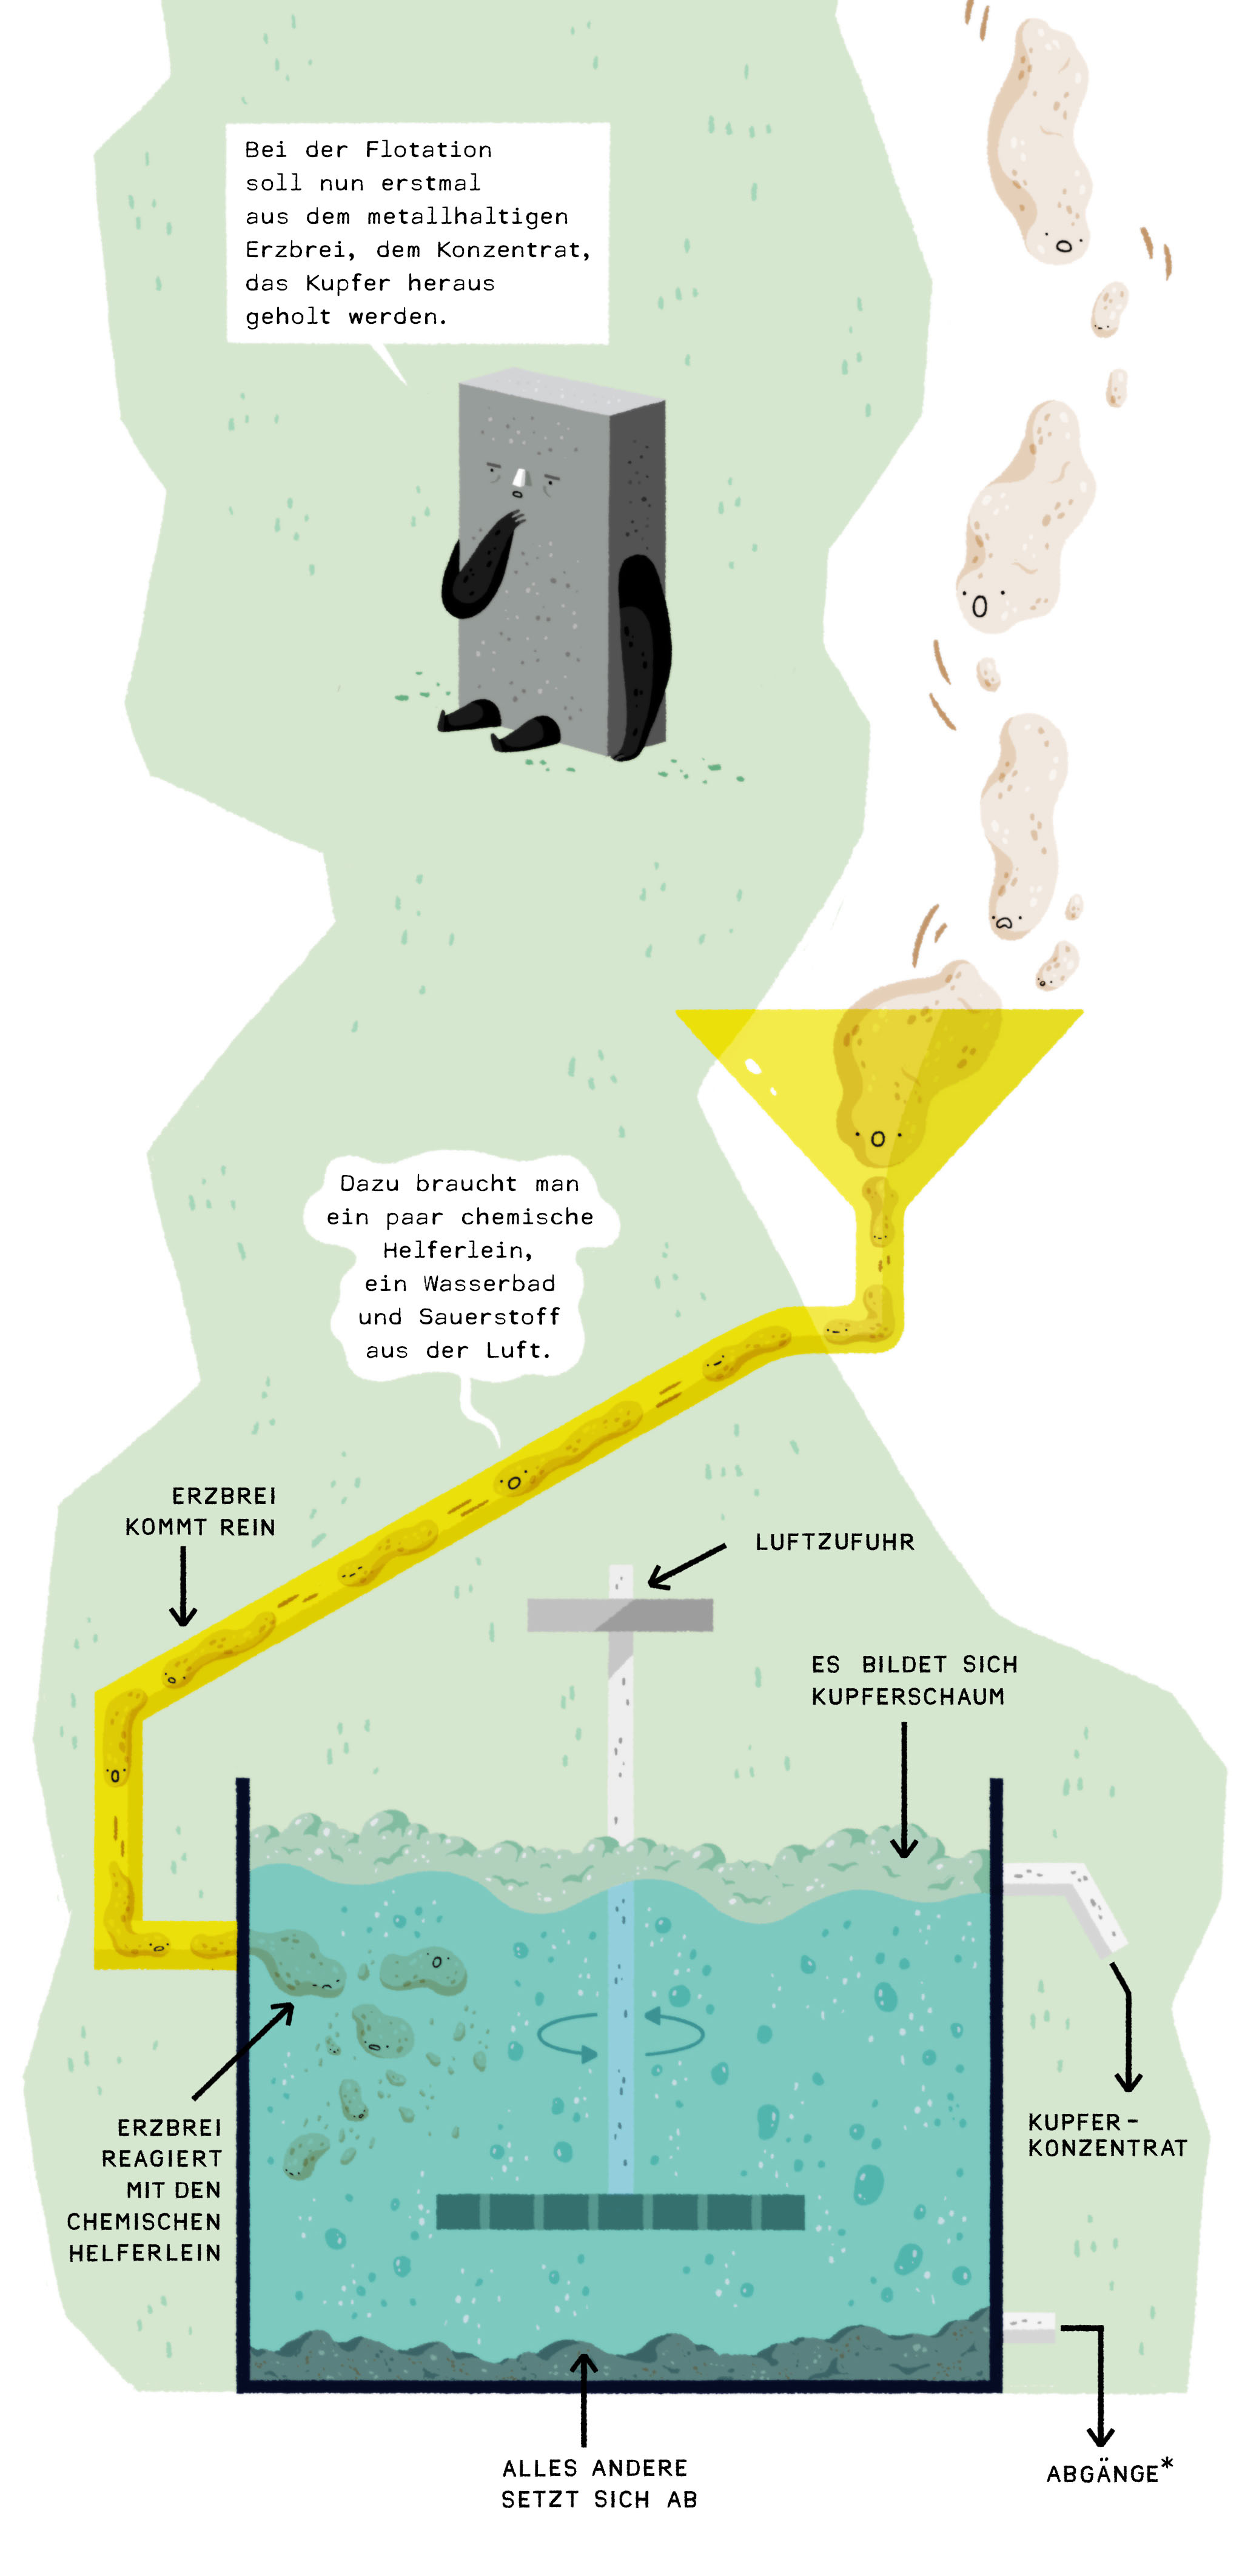 Bei der Flotation
soll nun erstmal
aus dem metallhaltigen
Erzbrei, dem Konzentrat,
das Kupfer heraus
geholt werden.
Dazu braucht man
ein paar chemische
Helferlein,
ein Wasserbad
und Sauerstoff
aus der Luft.
ERZBREI
KOMMT REIN
LUFTZUFUHR
ES BILDET SICH
KUPFERSCHAUM
ERZBREI
REAGIERT
MIT DEN
CHEMISCHEN
HELFERLEIN
KUPFER-
KONZENTRAT
ALLES ANDERE
SETZT SICH AB
ABGÄNGE*